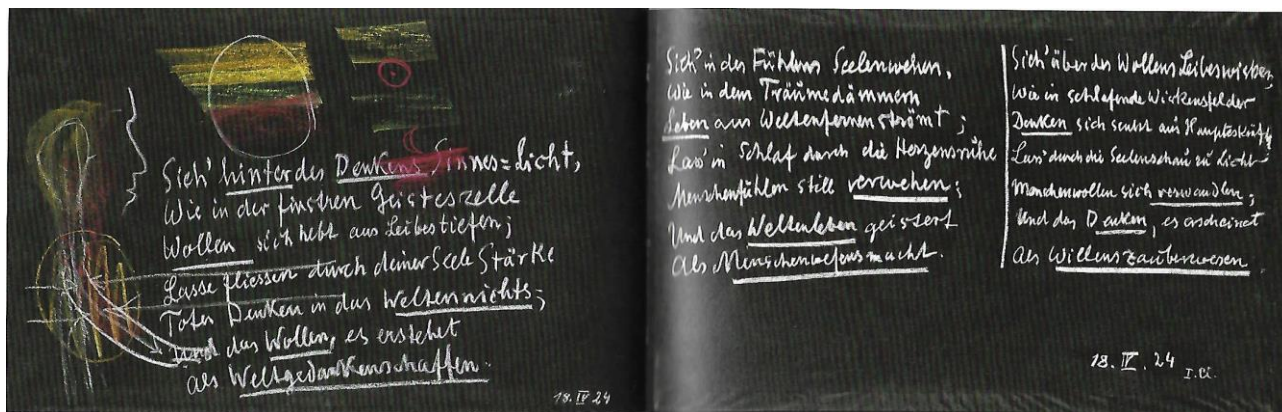 Sieh' hinter des Denkens Sinnes=Licht,
Wie in der finstren Geisteszelle
Wollen sich hebt aus Leibestiefen;
Lasse fliessen durch deiner Seele Stärke
Totes Denken in das Weltennichts;
Und das Wollen, es erstehet
als Weltgedankenschaffen.
18. IV 24
Sieh' in des Fühlens Seelenwehen,
Wie in dem Träumedämmern
Leben aus Weltenfernen strömt;
Lass' in Schlaf durch die Herzensruhe
Menschenfühlen still verwehen;
Und das Weltenleben geistert
als Menschenwesensmacht.
Sieh' über des Wollens Leibeswirken,
Wie in schlafende Wirkensfelder
Denken sich senkt aus Haupteskräften
Lass' durch die Seelenschau zu Licht
Menschenwollen sich verwandlen;
Und das Denken, es erscheinet
als Willenszauberwesen.
18. IV. 24